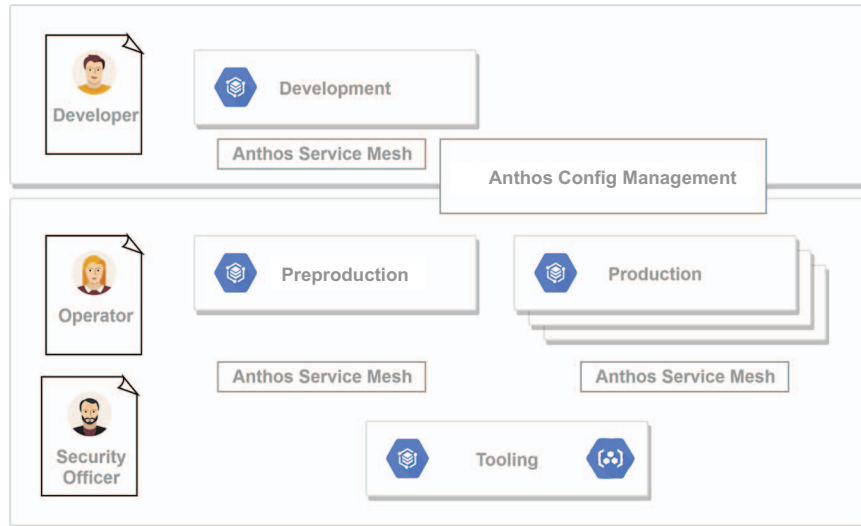 Developer
Development
Anthos Service Mesh
Anthos Config Management
Operator
Preproduction
Production
Anthos Service Mesh
Anthos Service Mesh
Security
Officer
Tooling